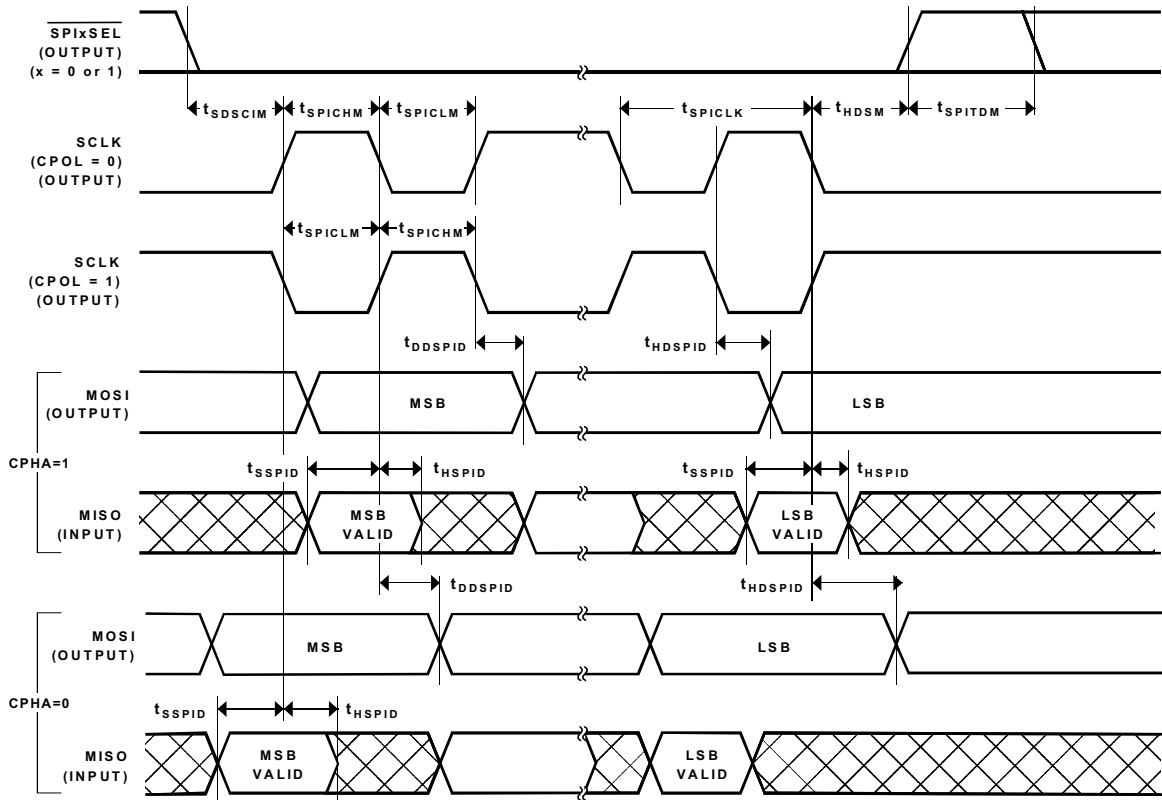 SPIxSEL
(OUTPUT)
(x = 0 or 1)
tSDSCIM
tSPICHM
tSPICLM
tSPICLK
tHDSM
tSPITDM
SCLK
(CPOL = 0)
(OUTPUT)
tSPICLM
tSPICHM
SCLK
(CPOL = 1)
(OUTPUT)
tDDSPID
tHDSPID
CPHA=1
MOSI
(OUTPUT)
MSB
LSB
tSSPID
tHSPID
tSSPID
tHSPID
MISO
(INPUT)
MSB
VALID
LSB
VALID
tDDSPID
tHDSPID
CPHA=0
MOSI
(OUTPUT)
MSB
LSB
tSSPID
tHSPID
MISO
(INPUT)
MSB
VALID
LSB
VALID